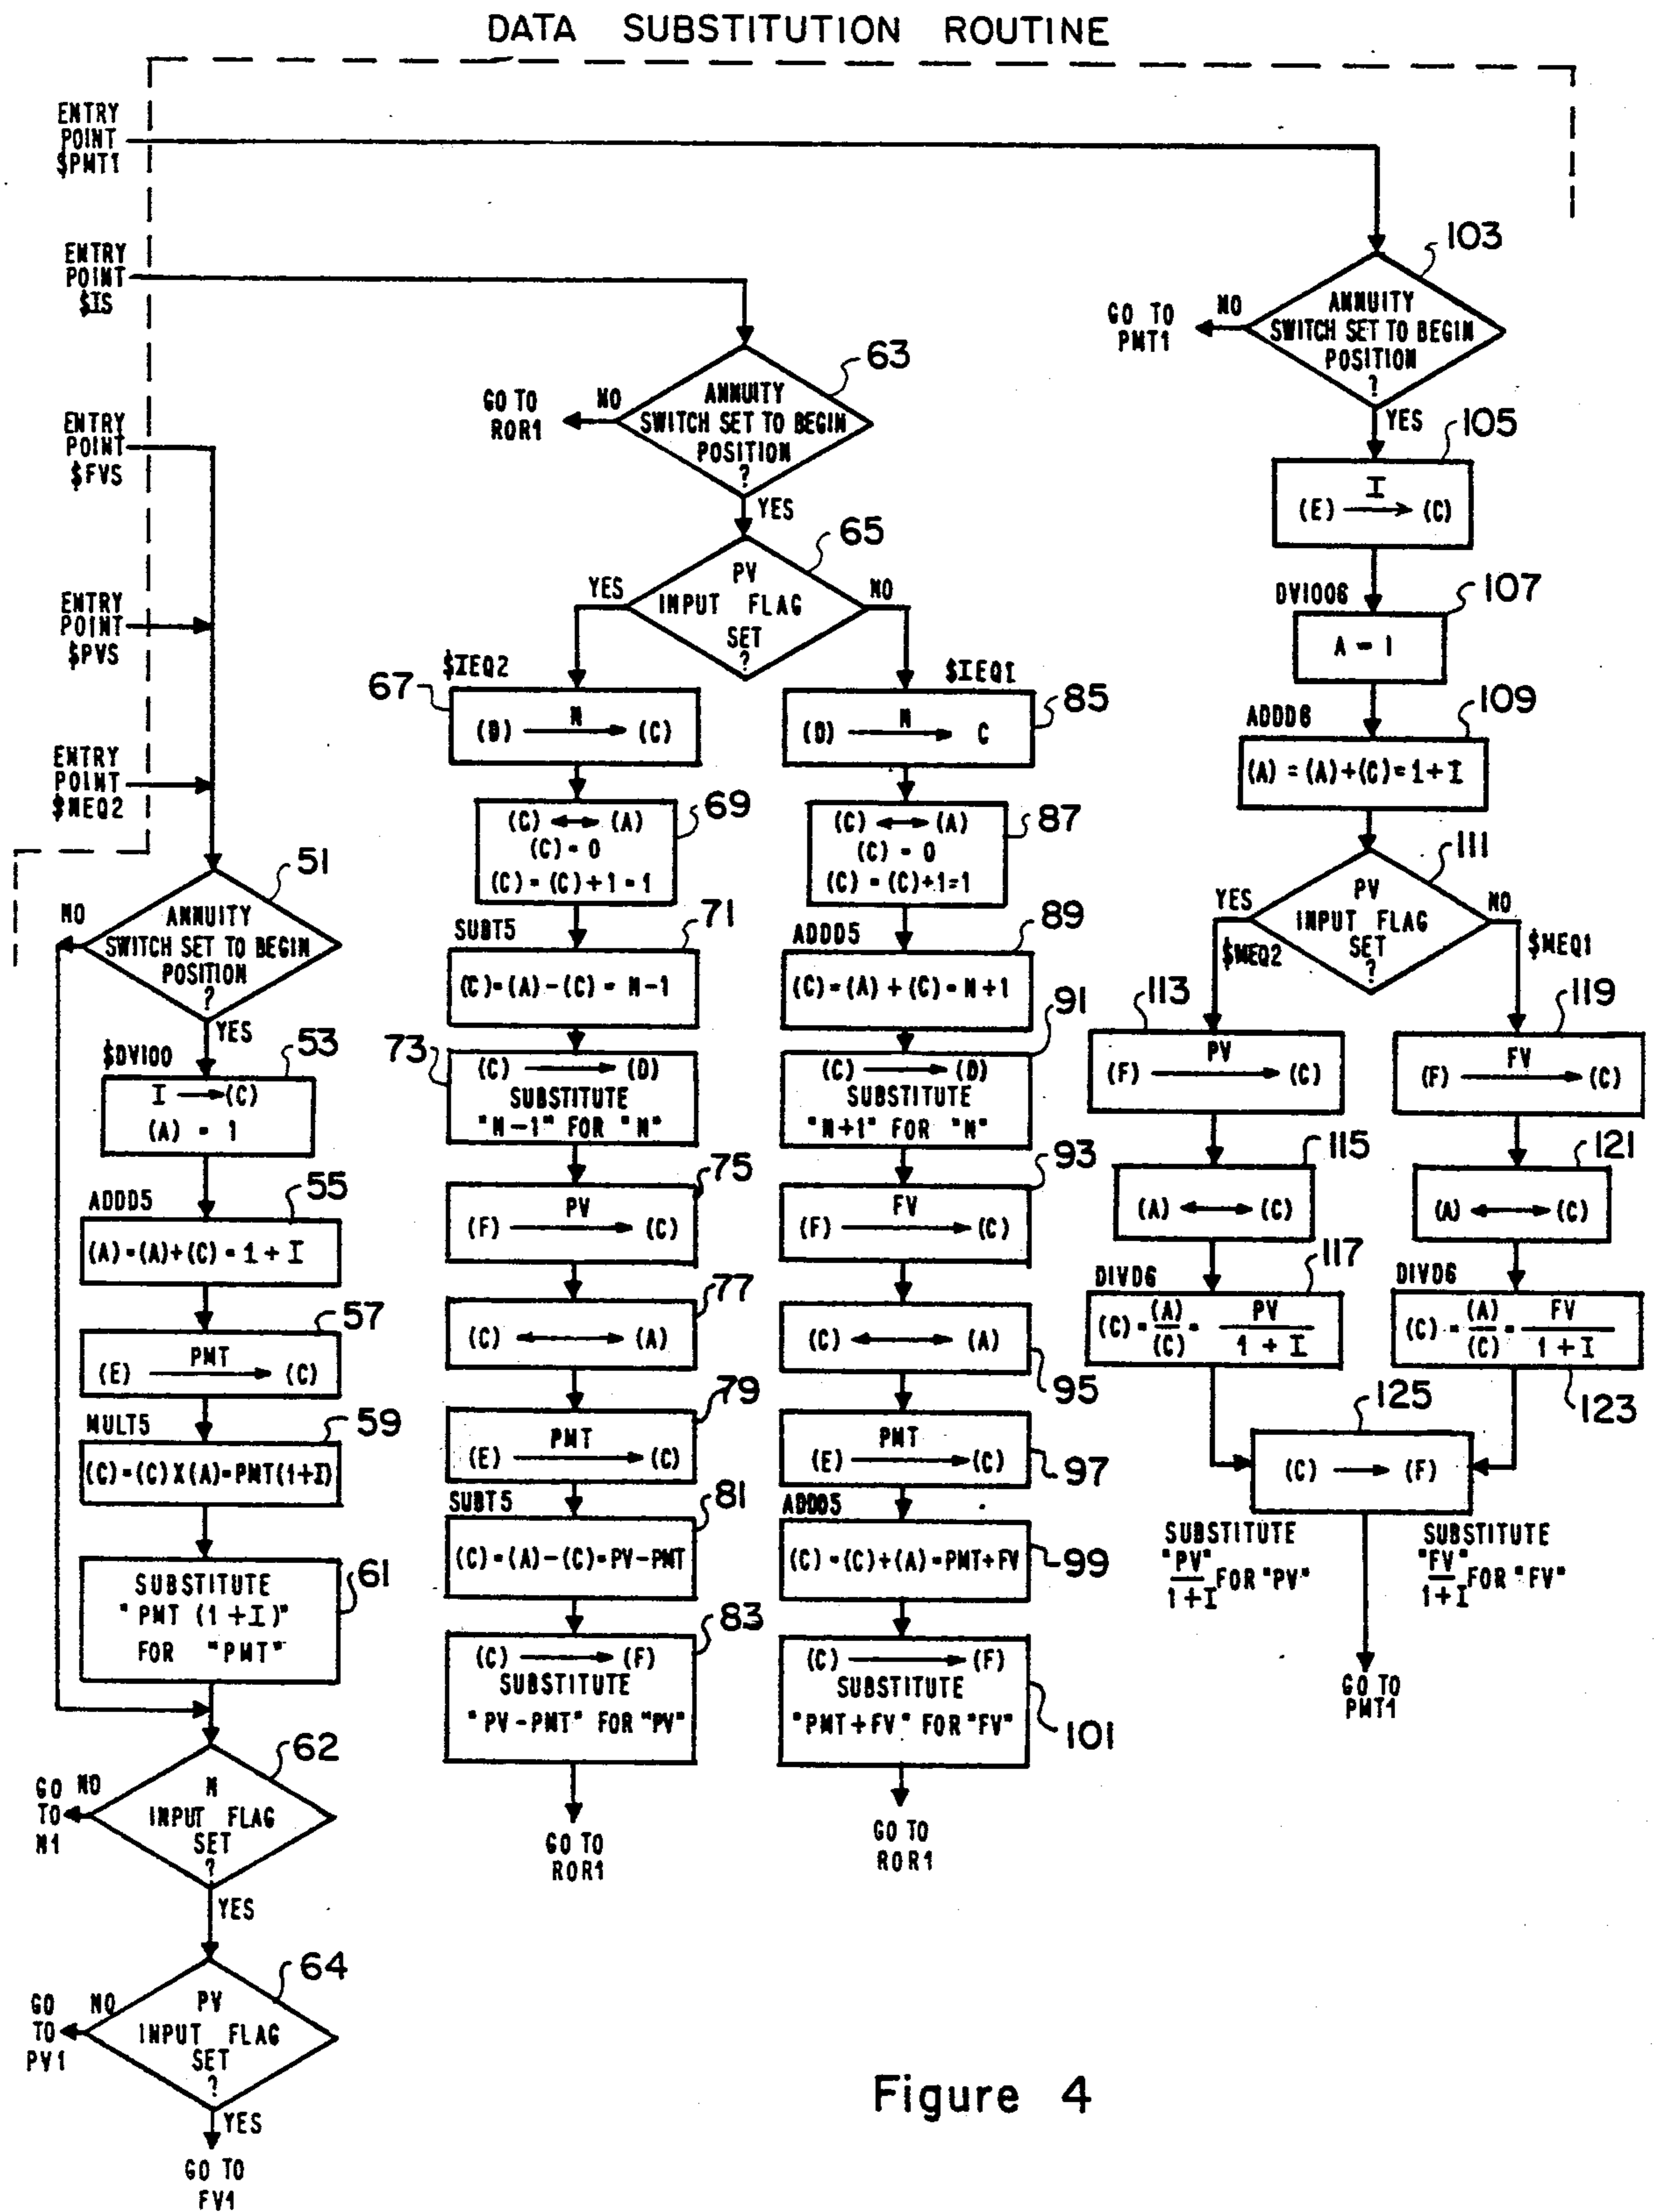 DATA SUBSTITUTION ROUTINE
ENTRY
POINT
$PMT1
ENTRY
POINT
$IS
ENTRY
POINT
$FVS
ENTRY
POINT
$PVS
ENTRY
POINT
$NEQ2
51
ANNUITY
SWITCH SET TO BEGIN
POSITION
?
NO
YES
$DV100
53
I → (C)
(A) = 1
ADDD5
55
(A)=(A)+(C)=1+I
57
PMT
(E) → (C)
MULT5
59
(C)=(C)X(A)=PMT(1+I)
61
SUBSTITUTE
"PMT (1+I)"
FOR "PMT"
62
N
INPUT FLAG
SET
?
NO
GO
TO
N1
YES
64
PV
INPUT FLAG
SET
?
NO
GO
TO
PV1
YES
GO TO
FV1
63
ANNUITY
SWITCH SET TO BEGIN
POSITION
?
NO
GO TO
ROR1
YES
65
PV
INPUT FLAG
SET
?
YES
NO
$IEQ2
67
N
(D) → (C)
69
(C) ↔ (A)
(C)=0
(C)=(C)+1=1
SUBT5
71
(C)=(A)-(C)=N-1
73
(C) → (D)
SUBSTITUTE
"N-1" FOR "N"
75
PV
(F) → (C)
77
(C) ↔ (A)
79
PMT
(E) → (C)
SUBT5
81
(C)=(A)-(C)=PV-PMT
83
(C) → (F)
SUBSTITUTE
"PV-PMT" FOR "PV"
GO TO
ROR1
$IEQ1
85
N
(D) → C
87
(C) ↔ (A)
(C)=0
(C)=(C)+1=1
ADDD5
89
(C)=(A)+(C)=N+1
91
(C) → (D)
SUBSTITUTE
"N+1" FOR "N"
93
FV
(F) → (C)
95
(C) ↔ (A)
97
PMT
(E) → (C)
ADDD5
99
(C)=(C)+(A)=PMT+FV
101
(C) → (F)
SUBSTITUTE
"PMT+FV" FOR "FV"
GO TO
ROR1
103
ANNUITY
SWITCH SET TO BEGIN
POSITION
?
NO
GO TO
PMT1
YES
105
I
(E) → (C)
DV1006
107
A=1
ADDD6
109
(A)=(A)+(C)=1+I
111
PV
INPUT FLAG
SET
?
YES
NO
$MEQ2
113
PV
(F) → (C)
115
(A) ↔ (C)
DIVD6
117
(C)=(A)/(C)=PV/1+I
$MEQ1
119
FV
(F) → (C)
121
(A) ↔ (C)
DIVD6
(C)=(A)/(C)=FV/1+I
123
125
(C) → (F)
SUBSTITUTE
"PV"/1+I FOR "PV"
SUBSTITUTE
"FV"/1+I FOR "FV"
GO TO
PMT1
Figure 4